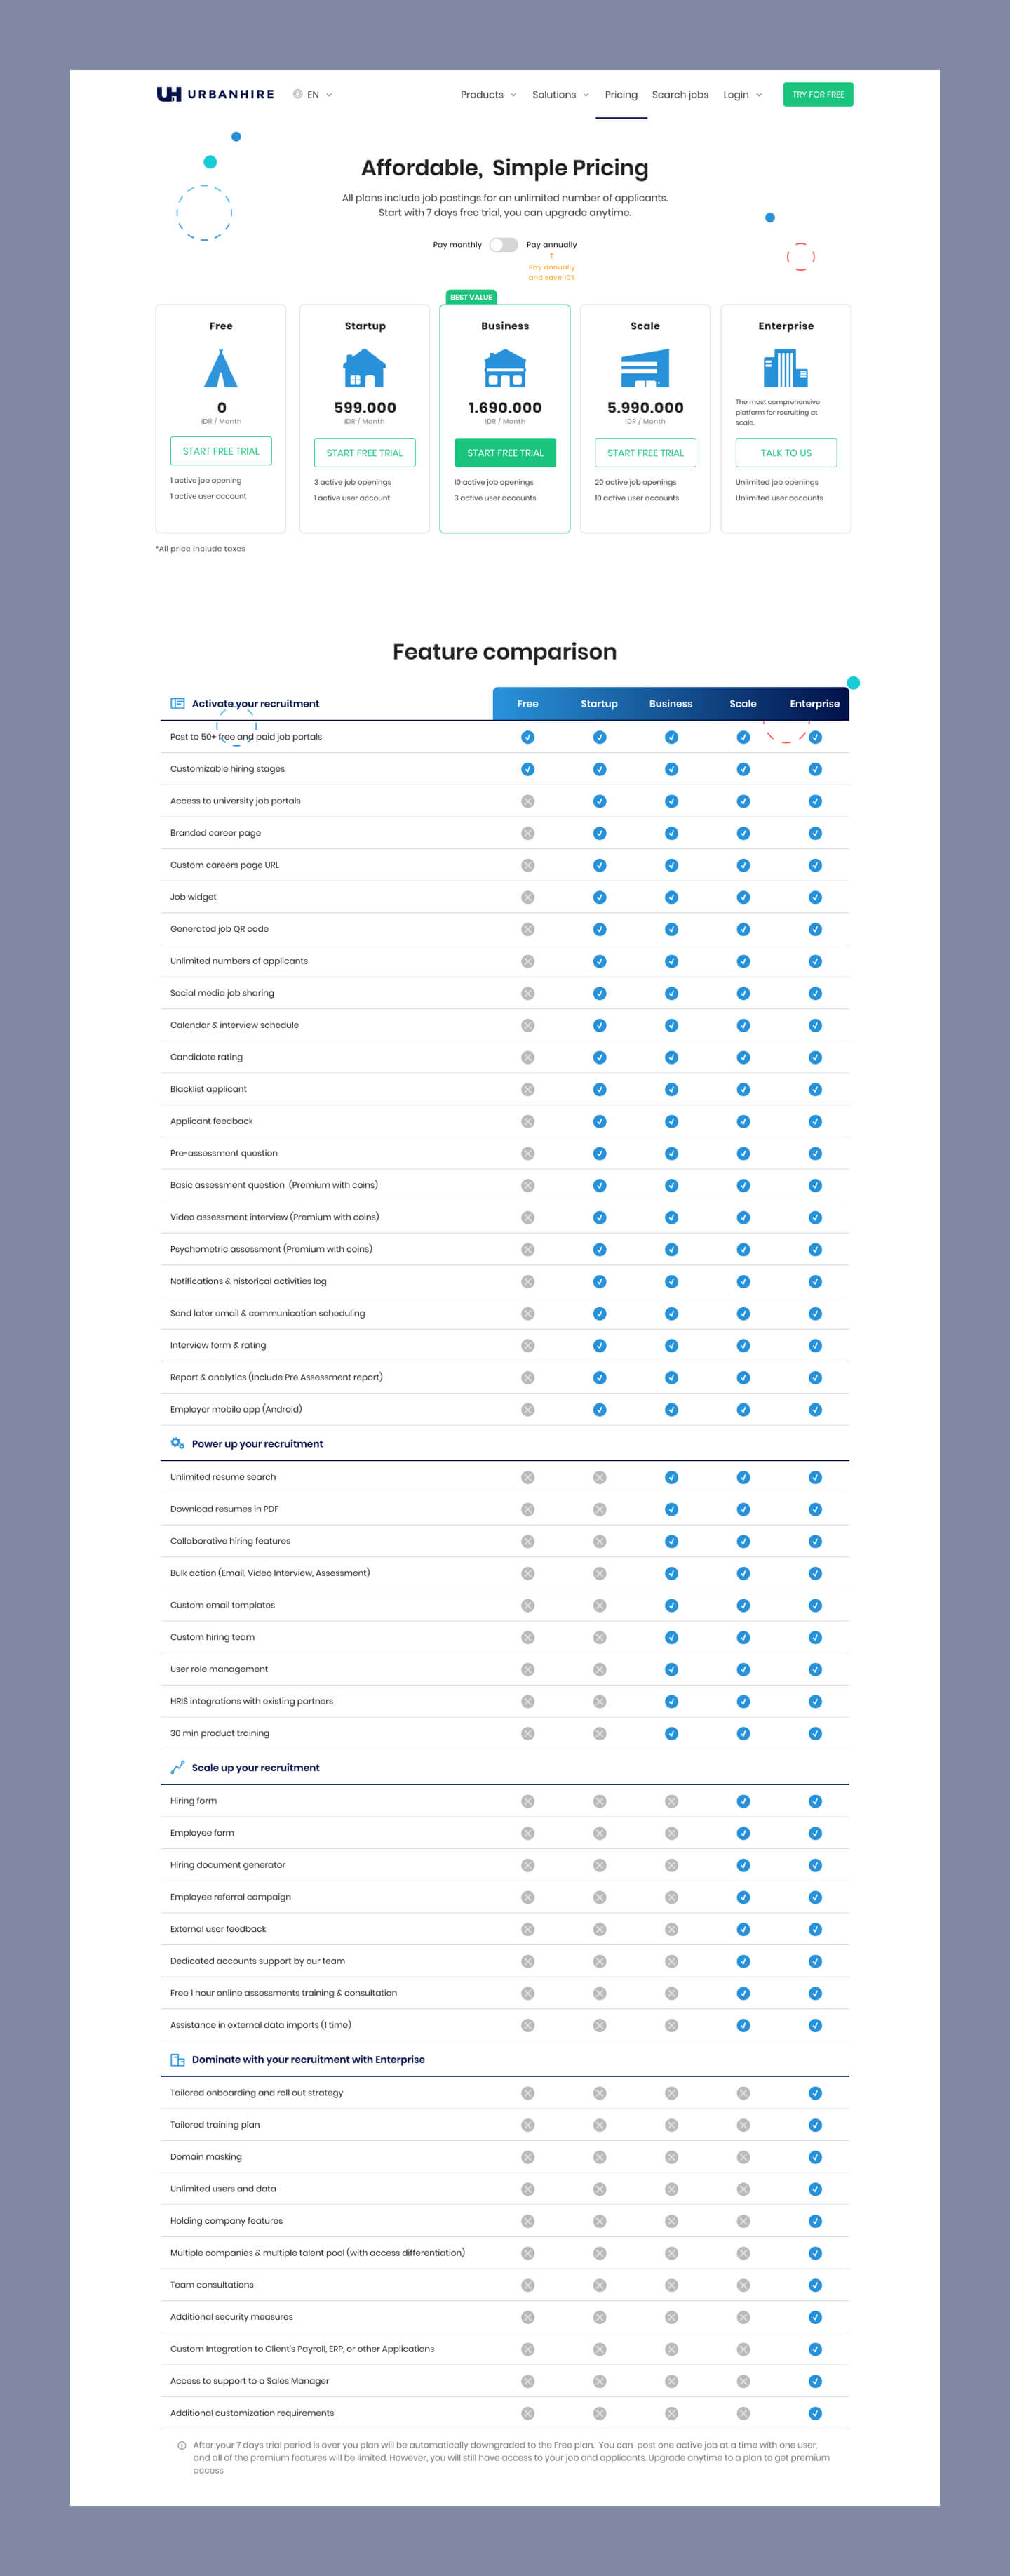 URBANHIRE
EN
Products
Solutions
Pricing
Search jobs
Login
TRY FOR FREE
Affordable, Simple Pricing
All plans include job postings for an unlimited number of applicants.
Start with 7 days free trial, you can upgrade anytime.
Pay monthly
Pay annually
Pay annually
and save 10%
BEST VALUE
Free
0
IDR / Month
START FREE TRIAL
1 active job opening
1 active user account
Startup
599.000
IDR / Month
START FREE TRIAL
3 active job openings
1 active user account
Business
1.690.000
IDR / Month
START FREE TRIAL
10 active job openings
3 active user accounts
Scale
5.990.000
IDR / Month
START FREE TRIAL
20 active job openings
10 active user accounts
Enterprise
The most comprehensive
platform for recruiting at
scale.
TALK TO US
Unlimited job openings
Unlimited user accounts
*All price include taxes
Feature comparison
Activate your recruitment
Free Startup Business Scale Enterprise
Post to 50+ free and paid job portals
Customizable hiring stages
Access to university job portals
Branded career page
Custom careers page URL
Job widget
Generated job QR code
Unlimited numbers of applicants
Social media job sharing
Calendar & interview schedule
Candidate rating
Blacklist applicant
Applicant feedback
Pre-assessment question
Basic assessment question (Premium with coins)
Video assessment interview (Premium with coins)
Psychometric assessment (Premium with coins)
Notifications & historical activities log
Send later email & communication scheduling
Interview form & rating
Report & analytics (Include Pre Assessment report)
Employer mobile app (Android)
Power up your recruitment
Unlimited resume search
Download resumes in PDF
Collaborative hiring features
Bulk action (Email, Video Interview, Assessment)
Custom email templates
Custom hiring team
User role management
HRIS integrations with existing partners
30 min product training
Scale up your recruitment
Hiring form
Employee form
Hiring document generator
Employee referral campaign
External user feedback
Dedicated accounts support by our team
Free 1 hour online assessments training & consultation
Assistance in external data imports (1 time)
Dominate with your recruitment with Enterprise
Tailored onboarding and roll out strategy
Tailored training plan
Domain masking
Unlimited users and data
Holding company features
Multiple companies & multiple talent pool (with access differentiation)
Team consultations
Additional security measures
Custom Integration to Client's Payroll, ERP, or other Applications
Access to support to a Sales Manager
Additional customization requirements
After your 7 days trial period is over you plan will be automatically downgraded to the Free plan. You can post one active job at a time with one user,
and all of the premium features will be limited. However, you will still have access to your job and applicants. Upgrade anytime to a plan to get premium
access